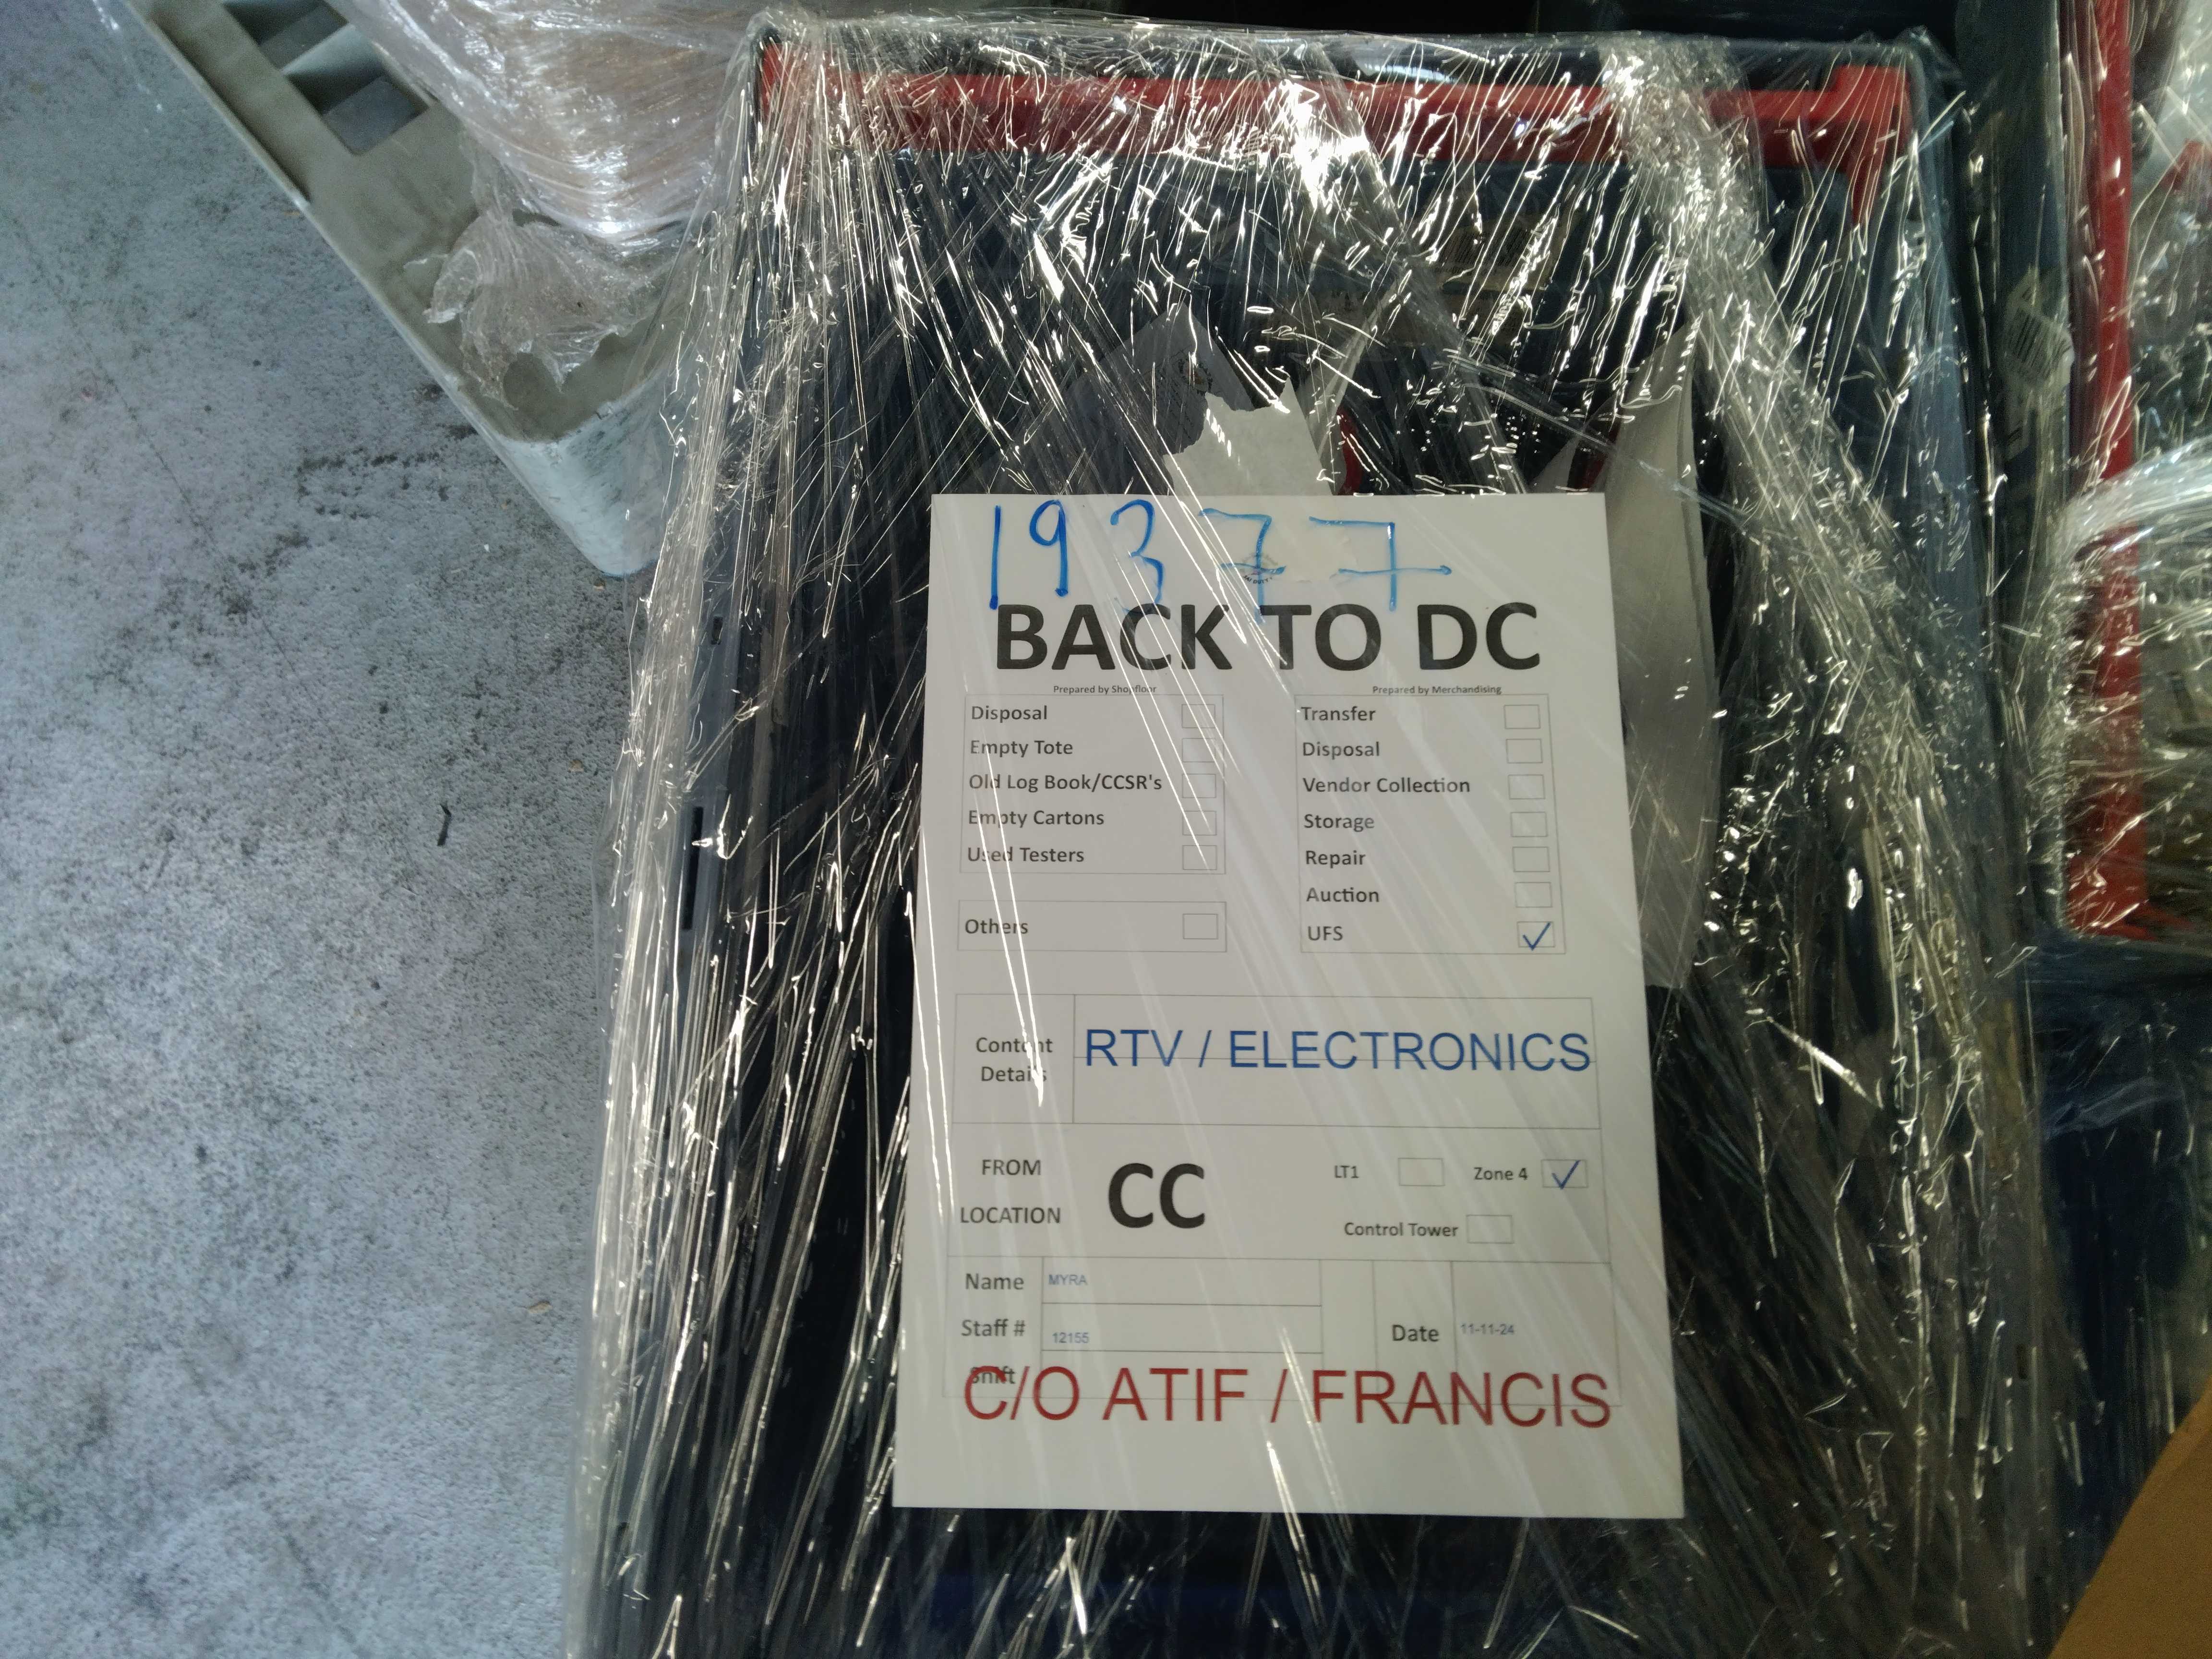 19377
BACK TO DC
Prepared by Shopfloor
Disposal
Empty Tote
Old Log Book/CCSR's
Empty Cartons
Used Testers
Others
Prepared by Merchandising
Transfer
Disposal
Vendor Collection
Storage
Repair
Auction
UFS ✓
Content Details
RTV / ELECTRONICS
FROM LOCATION
CC
LT1
Zone 4 ✓
Control Tower
Name MYRA
Staff # 12155
Date 11-11-24
Shift
C/O ATIF / FRANCIS